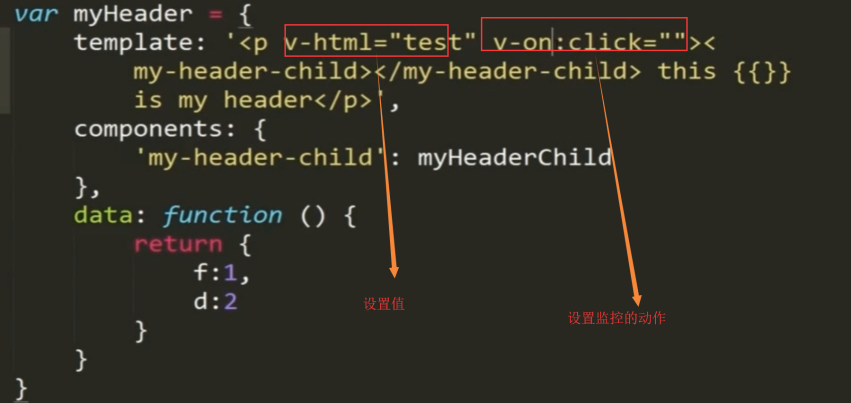 var myHeader = {
template: '<p v-html="test" v-on:click=""><
my-header-child></my-header-child> this {{}}
is my header</p>',
components: {
'my-header-child': myHeaderChild
},
data: function () {
return {
f:1,
d:2
}
}
}
设置值
设置监控的动作